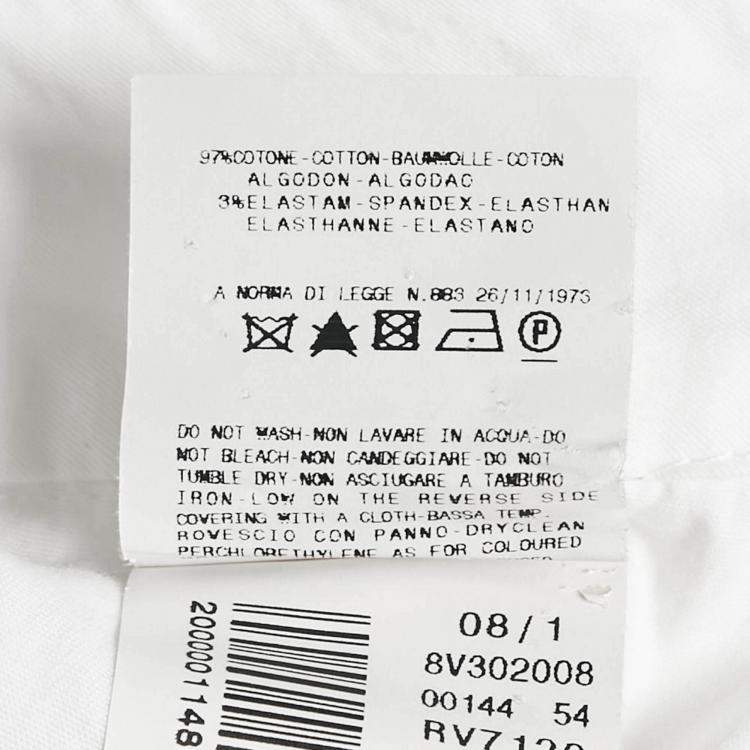 97%COTONE-COTTON-BAUMWOLLE-COTON
ALGODON-ALGODAO
3%ELASTAM-SPANDEX-ELASTHAN
ELASTHANNE-ELASTANO
A NORMA DI LEGGE N.883 26/11/1973
P
DO NOT WASH-NON LAVARE IN ACQUA-DO
NOT BLEACH-NON CANDEGGIARE-DO NOT
TUMBLE DRY-NON ASCIUGARE A TAMBURO
IRON-LOW ON THE REVERSE SIDE
COVERING WITH A CLOTH-BASSA TEMP.
ROVESCIO CON PANNO-DRYCLEAN
PERCHLORETHYLENE AS FOR COLOURED
08/1
8V302008
00144 54
RV7120
2000001148